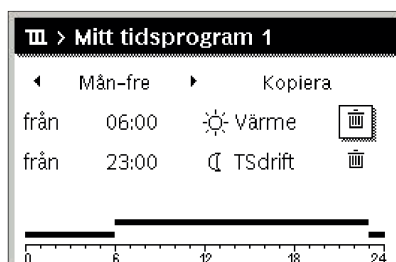 > Mitt tidsprogram 1
Mån-fre Kopiera
från 06:00 Värme
från 23:00 TSdrift
0 6 12 18 24